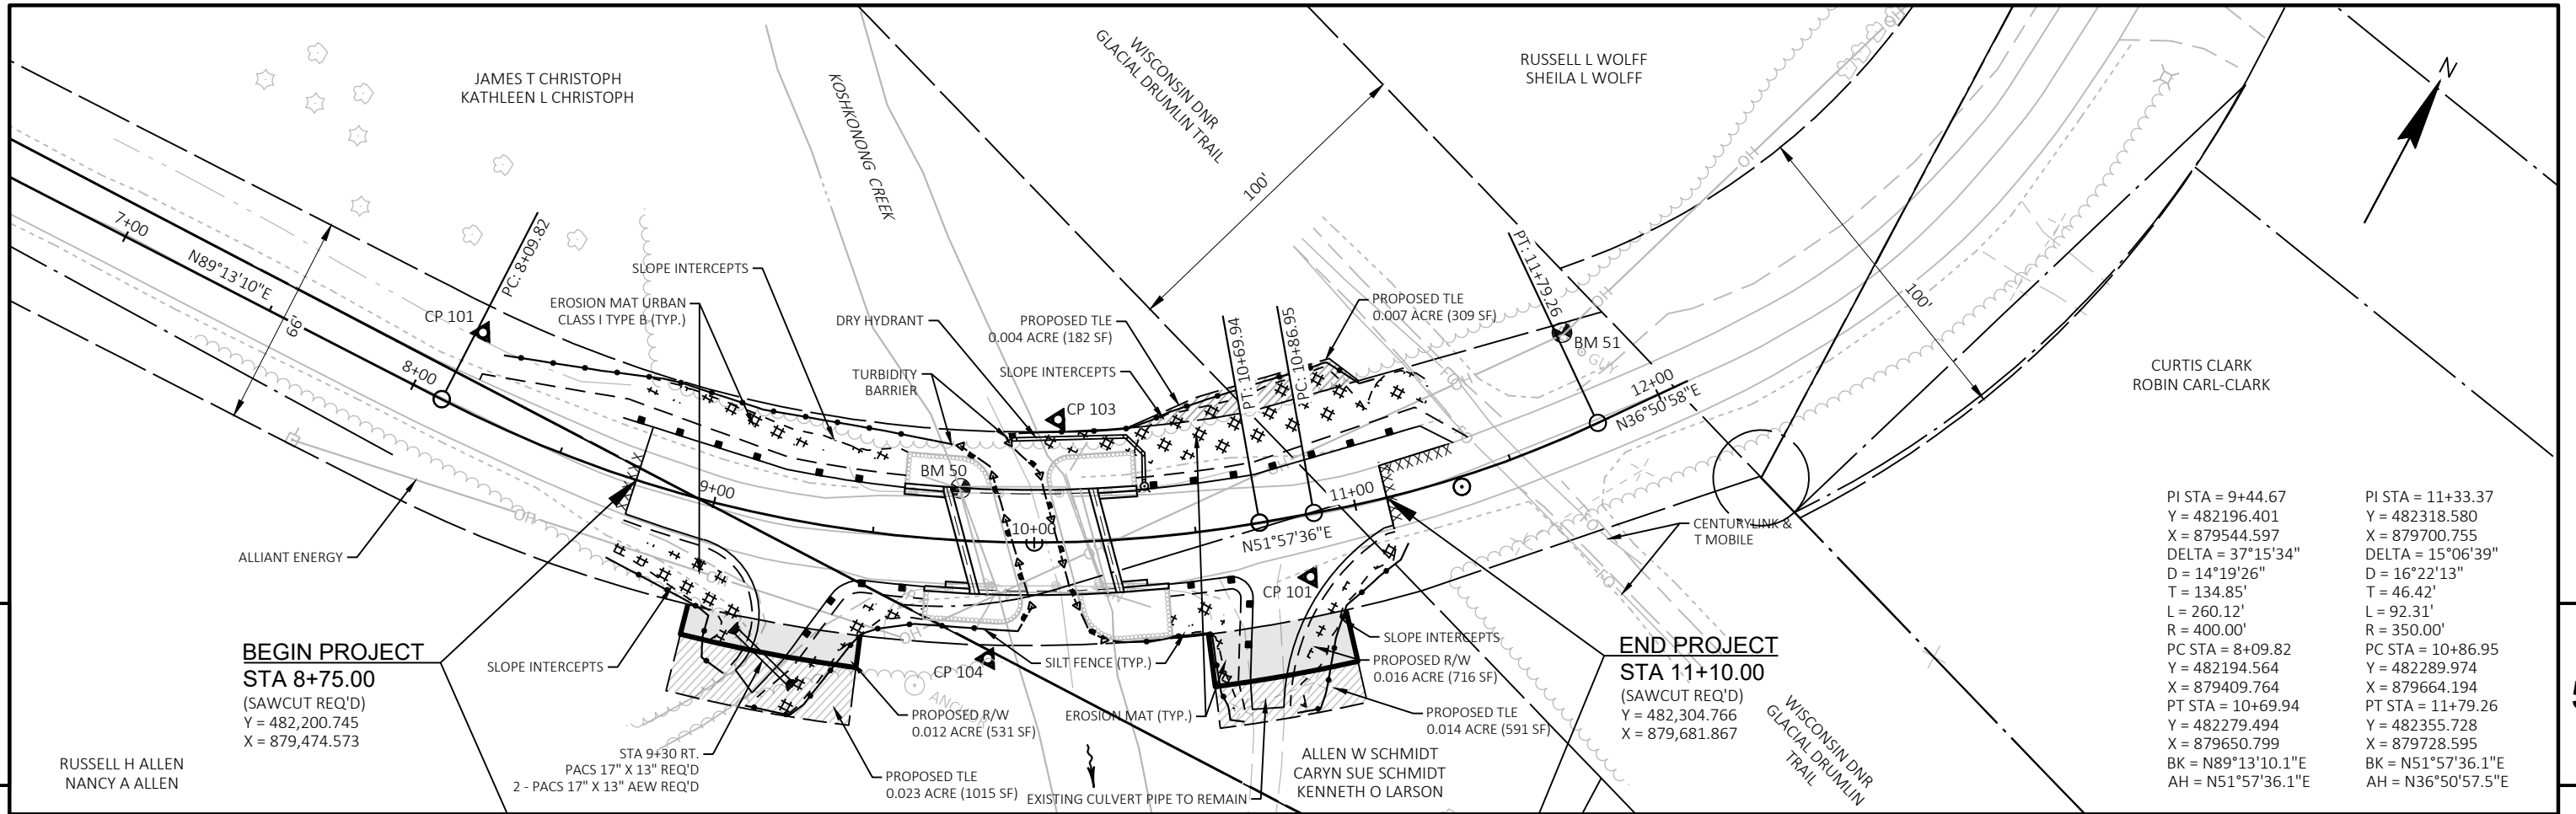 JAMES T CHRISTOPH
KATHLEEN L CHRISTOPH
KOSHKONONG CREEK
WISCONSIN DNR
GLACIAL DRUMLIN TRAIL
RUSSELL L WOLFF
SHEILA L WOLFF
OH
N
100'
OH
7+00
N89°13'10"E
66'
PC: 8+09.82
CP 101
8+00
SLOPE INTERCEPTS
EROSION MAT URBAN
CLASS I TYPE B (TYP.)
DRY HYDRANT
TURBIDITY
BARRIER
PROPOSED TLE
0.004 ACRE (182 SF)
SLOPE INTERCEPTS
CP 103
PT: 10+69.94
PC: 10+86.95
PROPOSED TLE
0.007 ACRE (309 SF)
PT: 11+79.26
OH
BM 51
GUY
100'
12+00
N36°50'58"E
CURTIS CLARK
ROBIN CARL-CLARK
BM 50
9+00
10+00
11+00
N51°57'36"E
OH
CENTURYLINK &
T MOBILE
ALLIANT ENERGY
CP 101
BEGIN PROJECT
STA 8+75.00
(SAWCUT REQ'D)
Y = 482,200.745
X = 879,474.573
SLOPE INTERCEPTS
OH
CP 104
ANCHOR
SILT FENCE (TYP.)
EROSION MAT (TYP.)
SLOPE INTERCEPTS
PROPOSED R/W
0.016 ACRE (716 SF)
PROPOSED TLE
0.014 ACRE (591 SF)
END PROJECT
STA 11+10.00
(SAWCUT REQ'D)
Y = 482,304.766
X = 879,681.867
PROPOSED R/W
0.012 ACRE (531 SF)
STA 9+30 RT.
PACS 17" X 13" REQ'D
2 - PACS 17" X 13" AEW REQ'D
PROPOSED TLE
0.023 ACRE (1015 SF)
EXISTING CULVERT PIPE TO REMAIN
ALLEN W SCHMIDT
CARYN SUE SCHMIDT
KENNETH O LARSON
WISCONSIN DNR
GLACIAL DRUMLIN
TRAIL
RUSSELL H ALLEN
NANCY A ALLEN
PI STA = 9+44.67
Y = 482196.401
X = 879544.597
DELTA = 37°15'34"
D = 14°19'26"
T = 134.85'
L = 260.12'
R = 400.00'
PC STA = 8+09.82
Y = 482194.564
X = 879409.764
PT STA = 10+69.94
Y = 482279.494
X = 879650.799
BK = N89°13'10.1"E
AH = N51°57'36.1"E
PI STA = 11+33.37
Y = 482318.580
X = 879700.755
DELTA = 15°06'39"
D = 16°22'13"
T = 46.42'
L = 92.31'
R = 350.00'
PC STA = 10+86.95
Y = 482289.974
X = 879664.194
PT STA = 11+79.26
Y = 482355.728
X = 879728.595
BK = N51°57'36.1"E
AH = N36°50'57.5"E